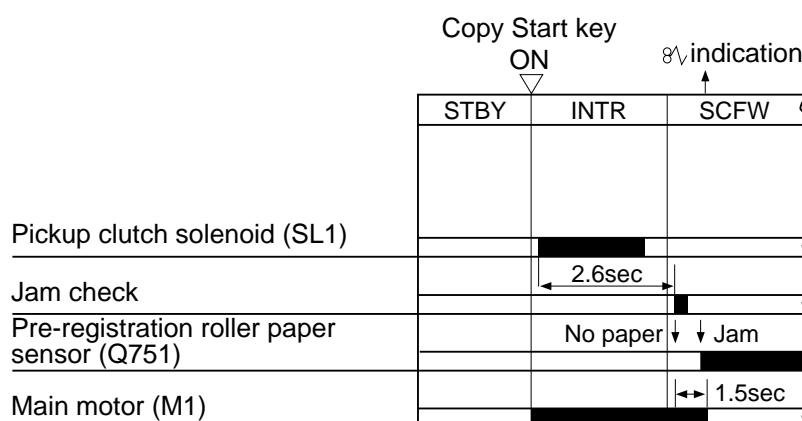 Copy Start key
ON
indication
STBY INTR SCFW
Pickup clutch solenoid (SL1)
2.6sec
Jam check
Pre-registration roller paper
sensor (Q751)
No paper Jam
1.5sec
Main motor (M1)